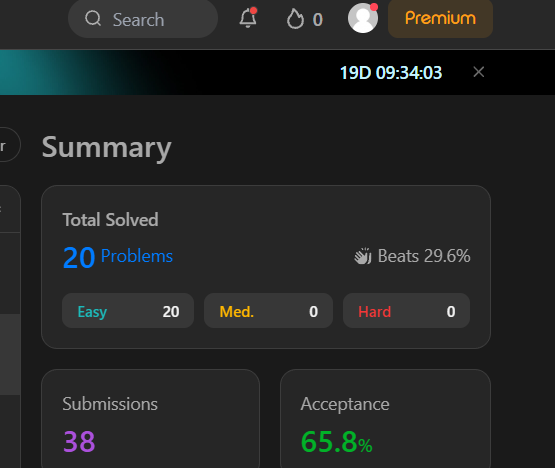 Search
0
Premium
19D 09:34:03
r
Summary
Total Solved
20 Problems
Beats 29.6%
Easy 20
Med. 0
Hard 0
Submissions
Acceptance
38
65.8%